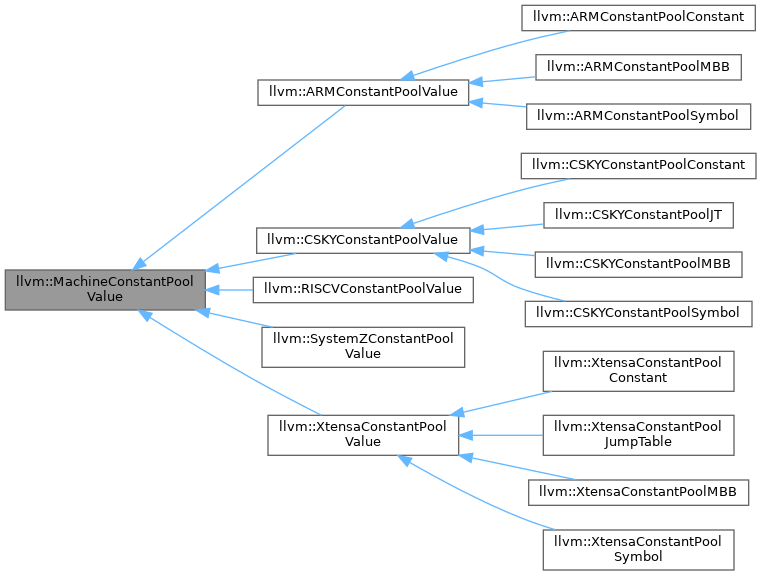 llvm::ARMConstantPoolConstant
llvm::ARMConstantPoolMBB
llvm::ARMConstantPoolValue
llvm::ARMConstantPoolSymbol
llvm::CSKYConstantPoolConstant
llvm::CSKYConstantPoolJT
llvm::CSKYConstantPoolValue
llvm::CSKYConstantPoolMBB
llvm::MachineConstantPool
Value
llvm::RISCVConstantPoolValue
llvm::CSKYConstantPoolSymbol
llvm::SystemZConstantPool
Value
llvm::XtensaConstantPool
Constant
llvm::XtensaConstantPool
Value
llvm::XtensaConstantPool
JumpTable
llvm::XtensaConstantPoolMBB
llvm::XtensaConstantPool
Symbol